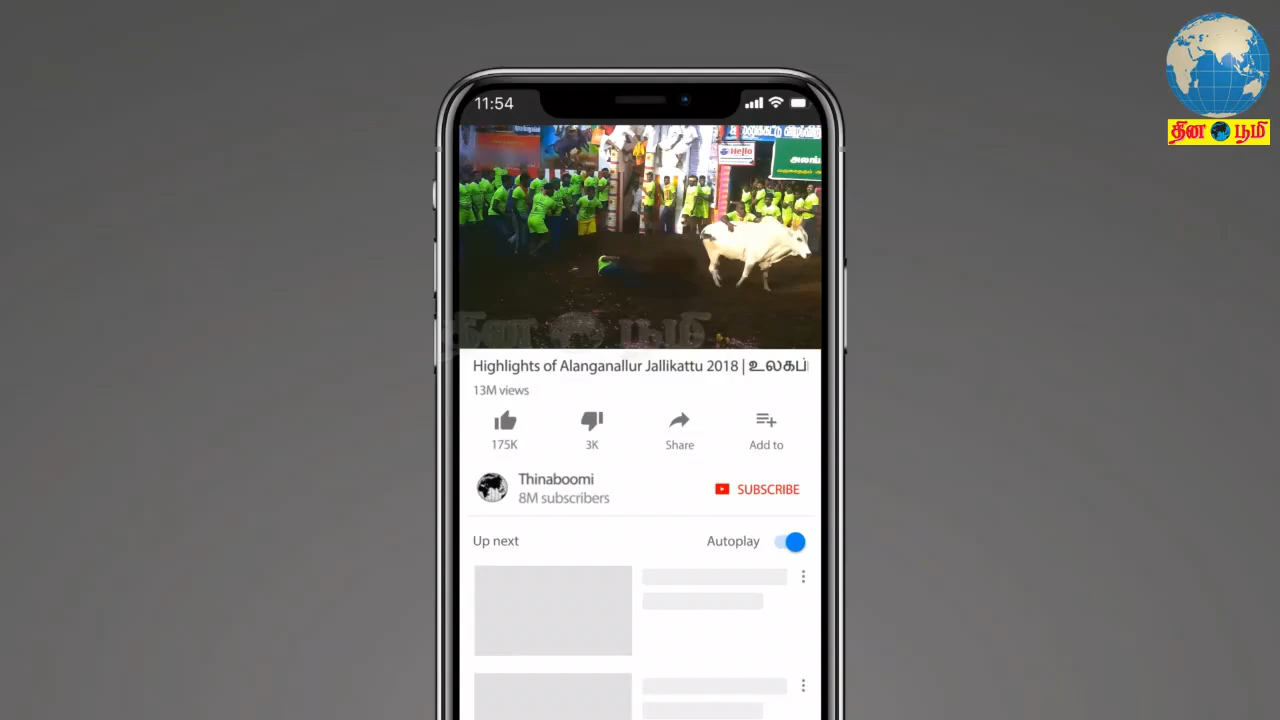 11:54
தின பூமி
Hello
தின பூமி
Highlights of Alanganallur Jallikattu 2018 | உலகப்
13M views
175K
3K
Share
Add to
Thinaboomi
8M subscribers
SUBSCRIBE
Up next
Autoplay